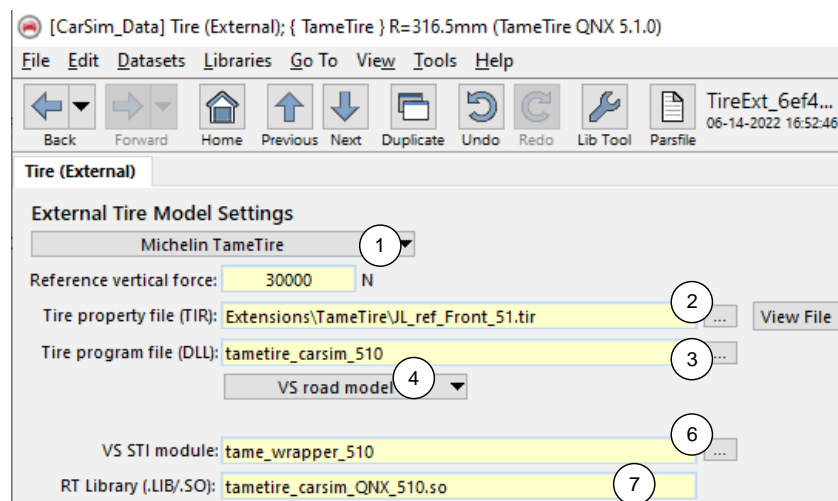 [CarSim_Data] Tire (External); { TameTire } R=316.5mm (TameTire QNX 5.1.0)
File Edit Datasets Libraries Go To View Tools Help
Back Forward Home Previous Next Duplicate Undo Redo Lib Tool Parsfile
TireExt_6ef4...
06-14-2022 16:52:46
Tire (External)
External Tire Model Settings
Michelin TameTire 1
Reference vertical force: 30000 N
Tire property file (TIR): Extensions\TameTire\JL_ref_Front_51.tir 2 ... View File
Tire program file (DLL): tametire_carsim_510 3 ...
VS road model 4
VS STI module: tame_wrapper_510 6 ...
RT Library (.LIB/.SO): tametire_carsim_QNX_510.so 7